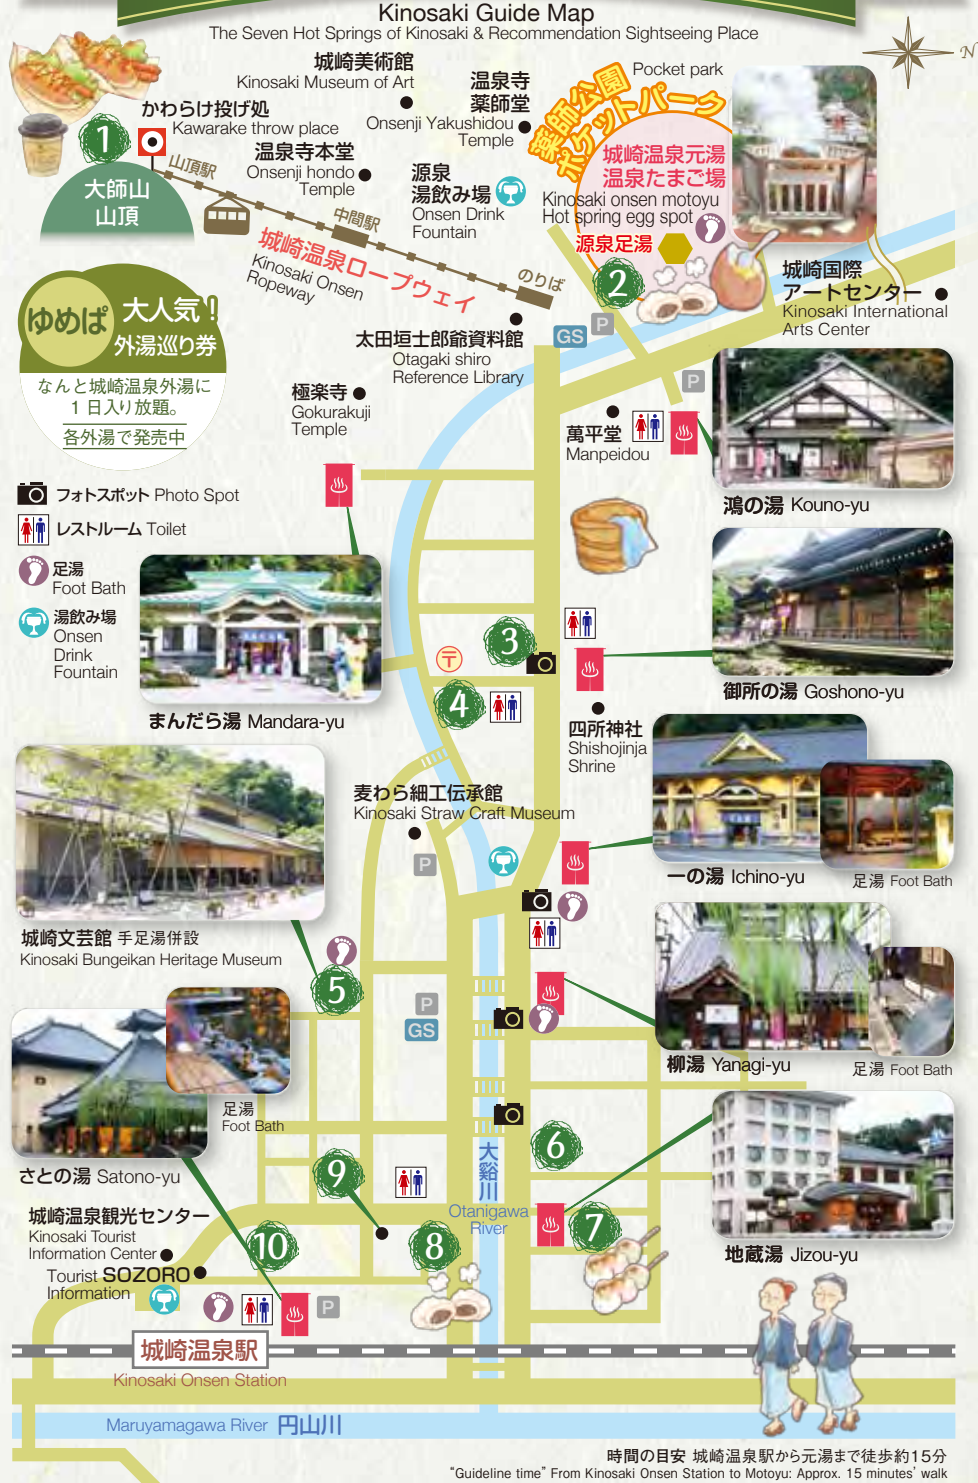 Kinosaki Guide Map
The Seven Hot Springs of Kinosaki & Recommendation Sightseeing Place
N
城崎美術館
Kinosaki Museum of Art
温泉寺
薬師堂
Onsenji Yakushidou
Temple
Pocket park
薬師公園
ポケットパーク
かわらけ投げ処
Kawarake throw place
1
大師山
山頂
山頂駅
温泉寺本堂
Onsenji hondo
Temple
源泉
湯飲み場
Onsen Drink
Fountain
中間駅
城崎温泉ロープウェイ
Kinosaki Onsen
Ropeway
のりば
城崎温泉元湯
温泉たまご場
Kinosaki onsen motoyu
Hot spring egg spot
源泉足湯
2
城崎国際
アートセンター
Kinosaki International
Arts Center
P
GS
太田垣士郎爺資料館
Otagaki shiro
Reference Library
ゆめぱ
大人気!
外湯巡り券
なんと城崎温泉外湯に
1日入り放題。
各外湯で発売中
極楽寺
Gokurakuji
Temple
P
萬平堂
Manpeidou
鴻の湯 Kouno-yu
フォトスポット Photo Spot
レストルーム Toilet
足湯
Foot Bath
湯飲み場
Onsen
Drink
Fountain
まんだら湯 Mandara-yu
3
〒
4
御所の湯 Goshono-yu
四所神社
Shishojinja
Shrine
麦わら細工伝承館
Kinosaki Straw Craft Museum
P
一の湯 Ichino-yu
足湯 Foot Bath
城崎文芸館 手足湯併設
Kinosaki Bungeikan Heritage Museum
5
P
GS
柳湯 Yanagi-yu
足湯 Foot Bath
足湯
Foot Bath
さとの湯 Satono-yu
大谿川
Otanigawa
River
6
7
地蔵湯 Jizou-yu
9
8
10
城崎温泉観光センター
Kinosaki Tourist
Information Center
Tourist SOZORO
Information
P
城崎温泉駅
Kinosaki Onsen Station
Maruyamagawa River 円山川
時間の目安 城崎温泉駅から元湯まで徒歩約15分
"Guideline time" From Kinosaki Onsen Station to Motoyu: Approx. 15 minutes' walk